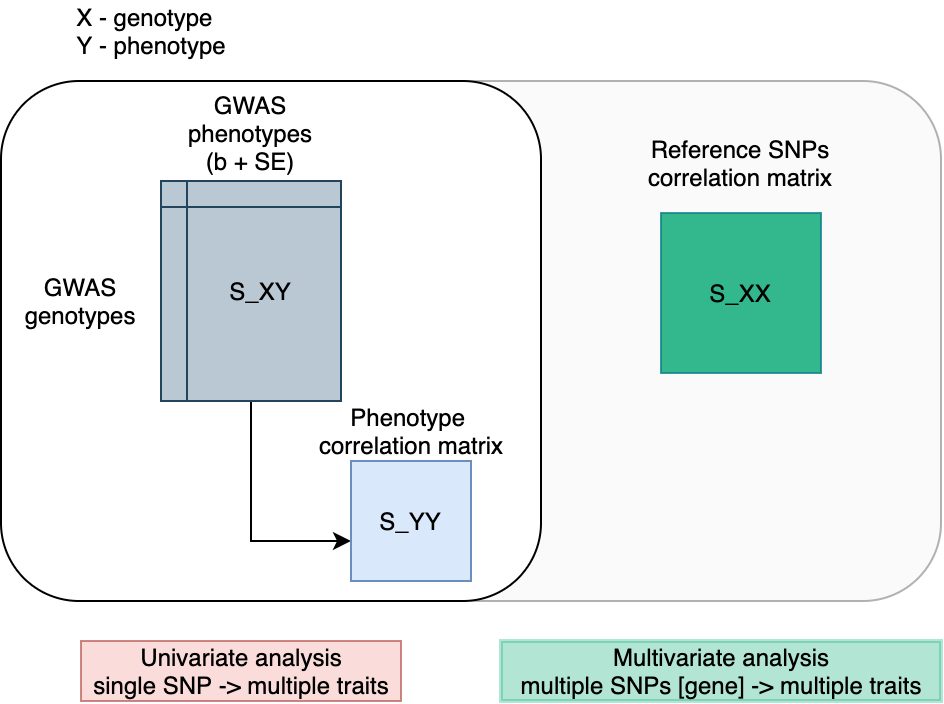 X - genotype
Y - phenotype
GWAS
phenotypes
(b + SE)
Reference SNPs
correlation matrix
S_XY
S_XX
GWAS
genotypes
Phenotype
correlation matrix
S_YY
Univariate analysis
single SNP -> multiple traits
Multivariate analysis
multiple SNPs [gene] -> multiple traits